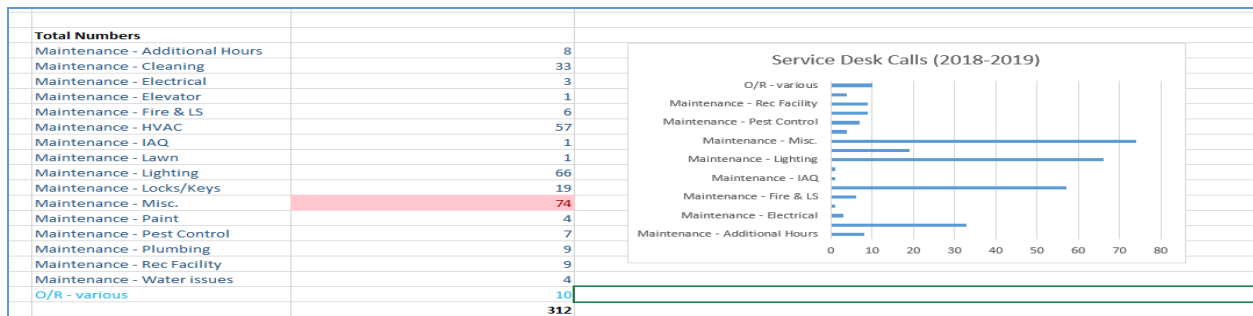 Total Numbers
Maintenance - Additional Hours 8
Maintenance - Cleaning 33
Maintenance - Electrical 3
Maintenance - Elevator 1
Maintenance - Fire & LS 6
Maintenance - HVAC 57
Maintenance - IAQ 1
Maintenance - Lawn 1
Maintenance - Lighting 66
Maintenance - Locks/Keys 19
Maintenance - Misc. 74
Maintenance - Paint 4
Maintenance - Pest Control 7
Maintenance - Plumbing 9
Maintenance - Rec Facility 9
Maintenance - Water issues 4
O/R - various 10
312
Service Desk Calls (2018-2019)
O/R - various
Maintenance - Rec Facility
Maintenance - Pest Control
Maintenance - Misc.
Maintenance - Lighting
Maintenance - IAQ
Maintenance - Fire & LS
Maintenance - Electrical
Maintenance - Additional Hours
0 10 20 30 40 50 60 70 80